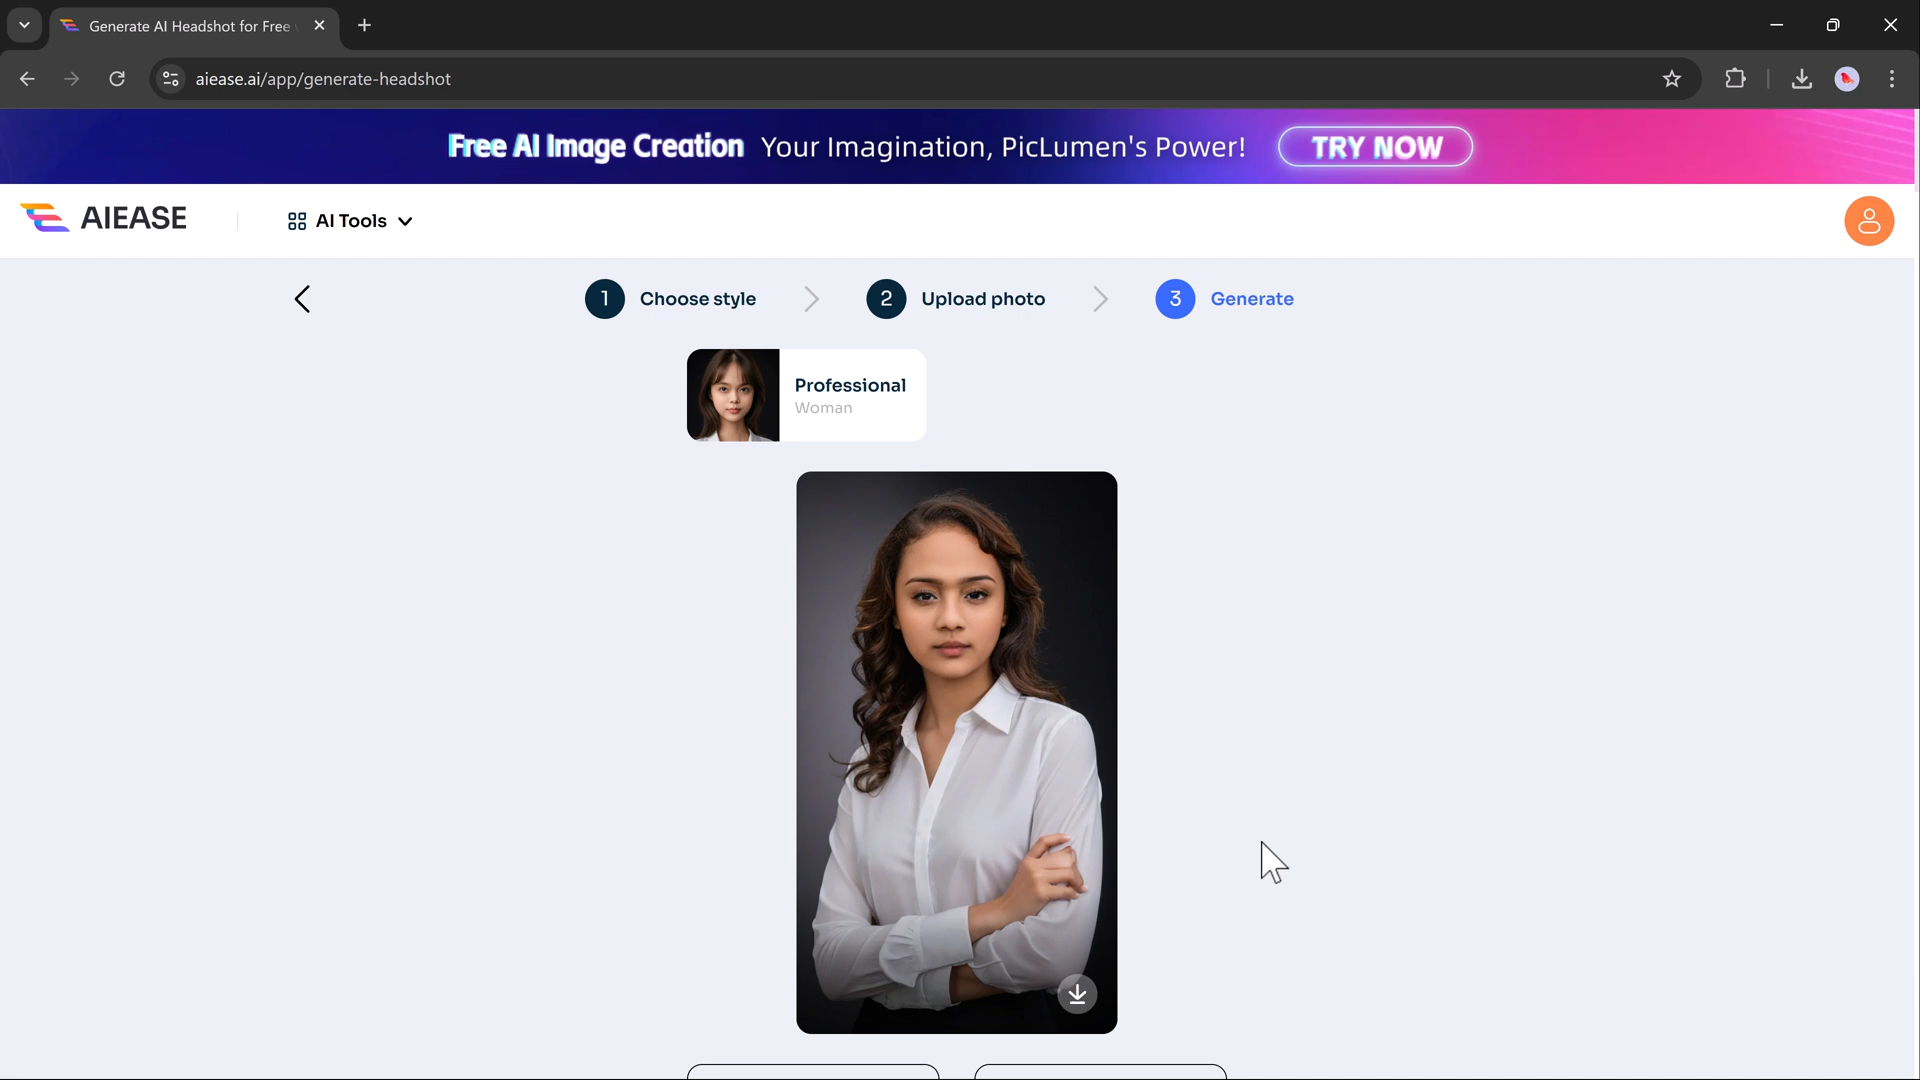 Generate AI Headshot for Free
aiease.ai/app/generate-headshot
Free AI Image Creation Your Imagination, PicLumen's Power! TRY NOW
AIEASE AI Tools
1 Choose style 2 Upload photo 3 Generate
Professional
Woman